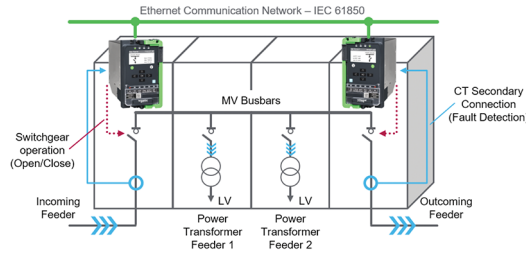 Ethernet Communication Network – IEC 61850
MV Busbars
CT Secondary
Connection
(Fault Detection)
Switchgear
operation
(Open/Close)
LV
LV
Incoming
Feeder
Power
Transformer
Feeder 1
Power
Transformer
Feeder 2
Outcoming
Feeder